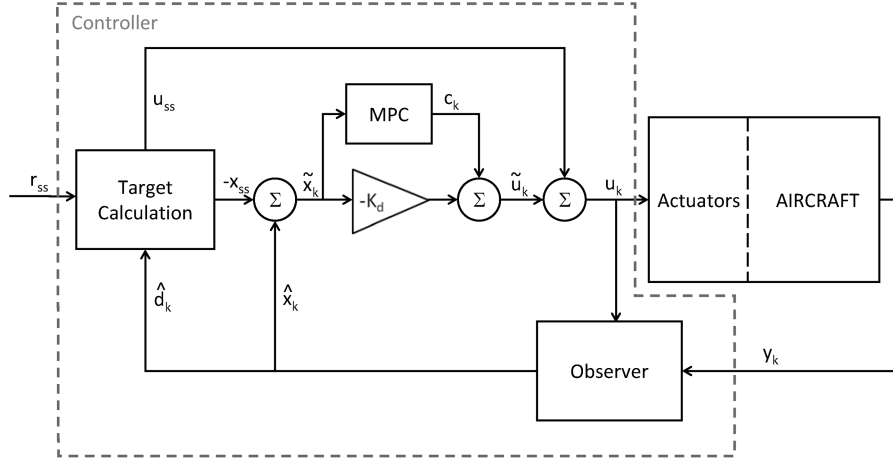 Controller
u_ss
MPC
c_k
r_ss
Target
Calculation
-x_ss
Σ
x̃_k
-K_d
Σ
ũ_k
Σ
u_k
Actuators
AIRCRAFT
d̂_k
x̂_k
Observer
y_k